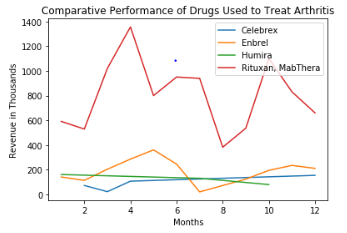 Comparative Performance of Drugs Used to Treat Arthritis
1400
1200
1000
800
600
400
200
0
Revenue in Thousands
Celebrex
Enbrel
Humira
Rituxan, MabThera
2 4 6 8 10 12
Months